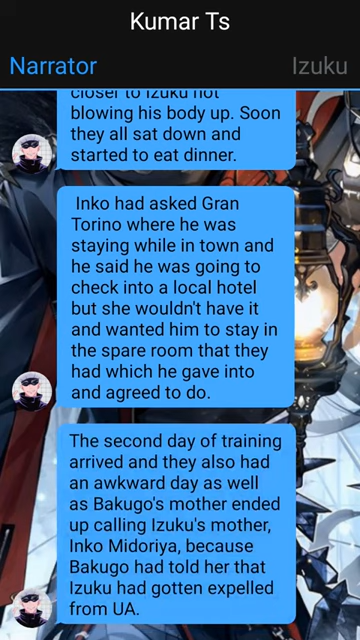 Kumar Ts
Narrator
Izuku
closer to Izuku not
blowing his body up. Soon
they all sat down and
started to eat dinner.
Inko had asked Gran
Torino where he was
staying while in town and
he said he was going to
check into a local hotel
but she wouldn't have it
and wanted him to stay in
the spare room that they
had which he gave into
and agreed to do.
The second day of training
arrived and they also had
an awkward day as well
as Bakugo's mother ended
up calling Izuku's mother,
Inko Midoriya, because
Bakugo had told her that
Izuku had gotten expelled
from UA.